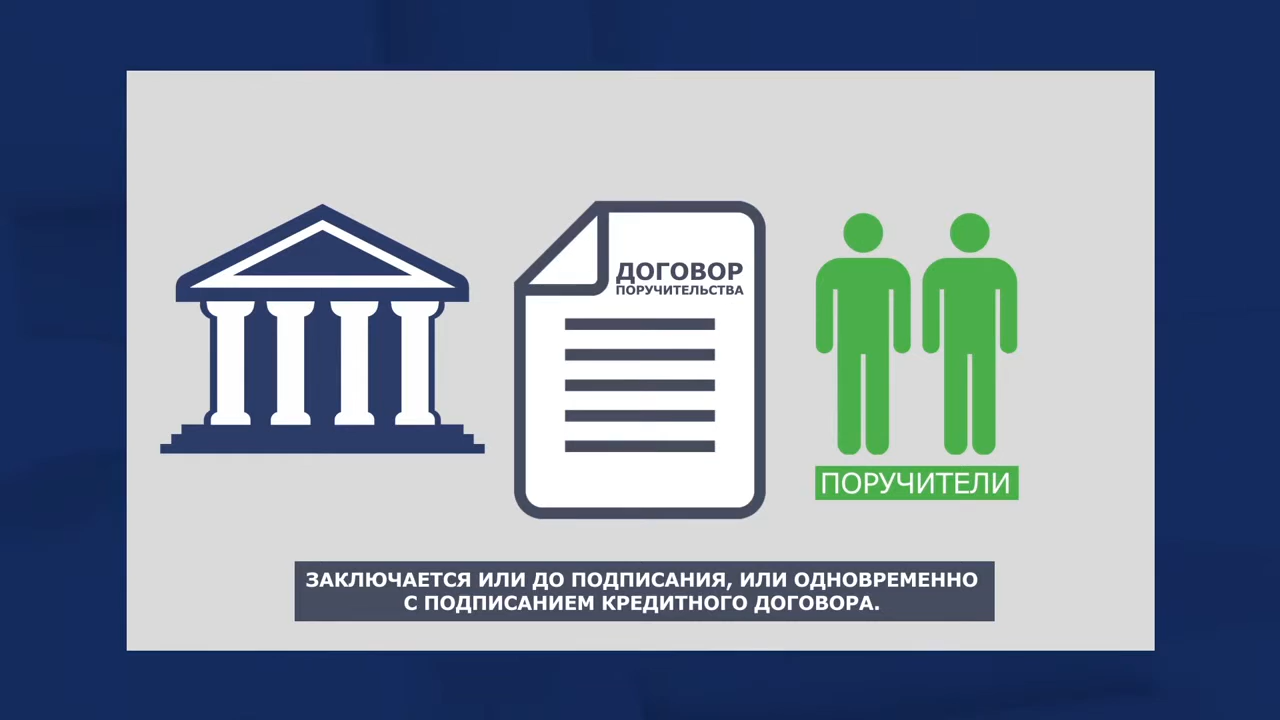 ДОГОВОР
ПОРУЧИТЕЛЬСТВА
ПОРУЧИТЕЛИ
ЗАКЛЮЧАЕТСЯ ИЛИ ДО ПОДПИСАНИЯ, ИЛИ ОДНОВРЕМЕННО
С ПОДПИСАНИЕМ КРЕДИТНОГО ДОГОВОРА.